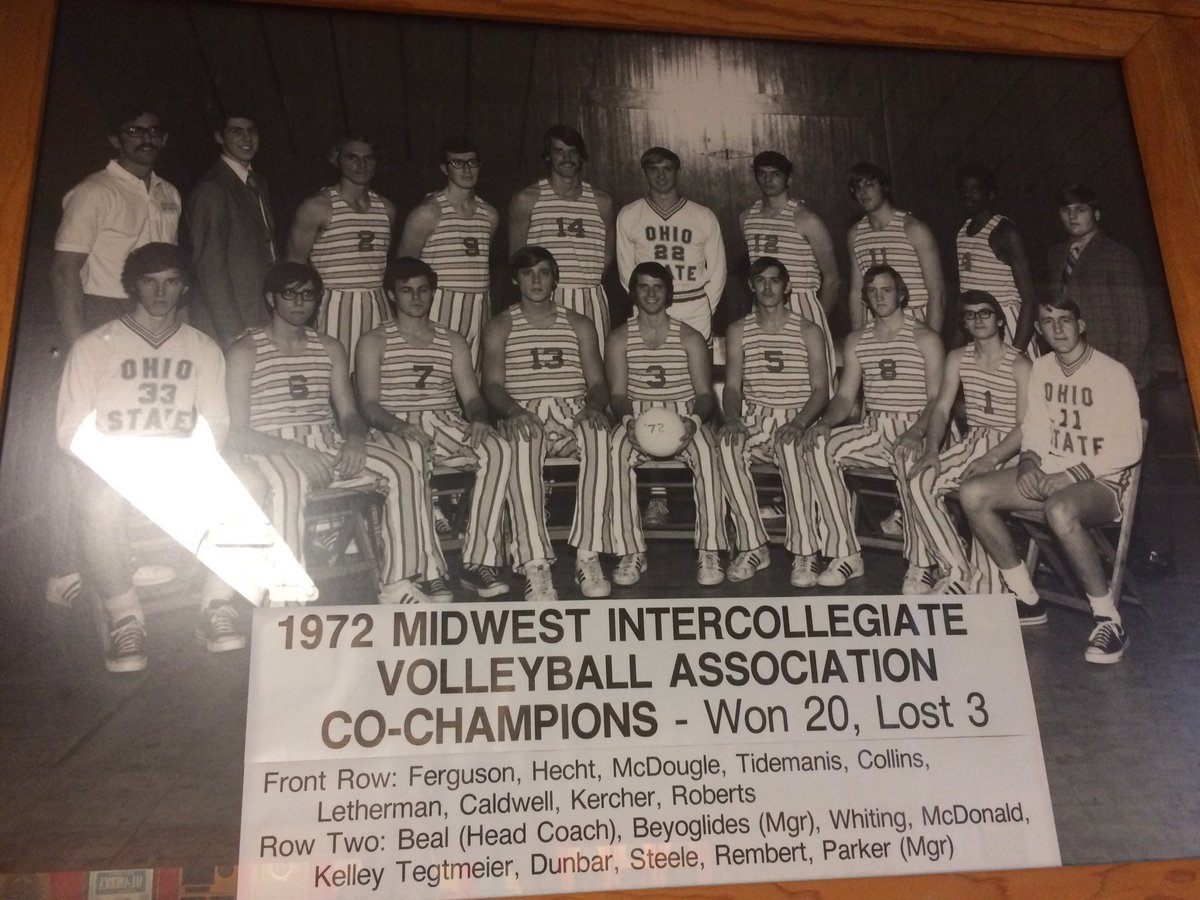 2
9
14
OHIO
22
STATE
12
11
OHIO
33
STATE
6
7
13
3
5
8
1
OHIO
11
STATE
'72
1972 MIDWEST INTERCOLLEGIATE
VOLLEYBALL ASSOCIATION
CO-CHAMPIONS - Won 20, Lost 3
Front Row: Ferguson, Hecht, McDougle, Tidemanis, Collins,
Letherman, Caldwell, Kercher, Roberts
Row Two: Beal (Head Coach), Beyoglides (Mgr), Whiting, McDonald,
Kelley Tegtmeier, Dunbar, Steele, Rembert, Parker (Mgr)